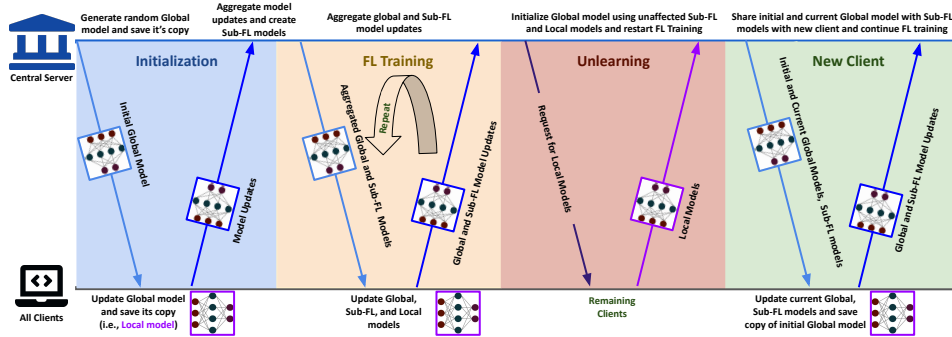 Generate random Global
model and save it's copy
Aggregate model
updates and create
Sub-FL models
Aggregate global and Sub-FL
model updates
Initialize Global model using unaffected Sub-FL
and Local models and restart FL Training
Share initial and current Global model with Sub-FL
models with new client and continue FL training
Central Server
Initialization
FL Training
Unlearning
New Client
Initial Global Model
Model Updates
Aggregated Global and Sub-FL Models
Repeat
Global and Sub-FL Model Updates
Request for Local Models
Local Models
Initial and Current Global Models, Sub-FL models
Global and Sub-FL Model Updates
All Clients
Update Global model
and save its copy
(i.e., Local model)
Update Global,
Sub-FL, and Local
models
Remaining
Clients
Update current Global,
Sub-FL models and save
copy of initial Global model